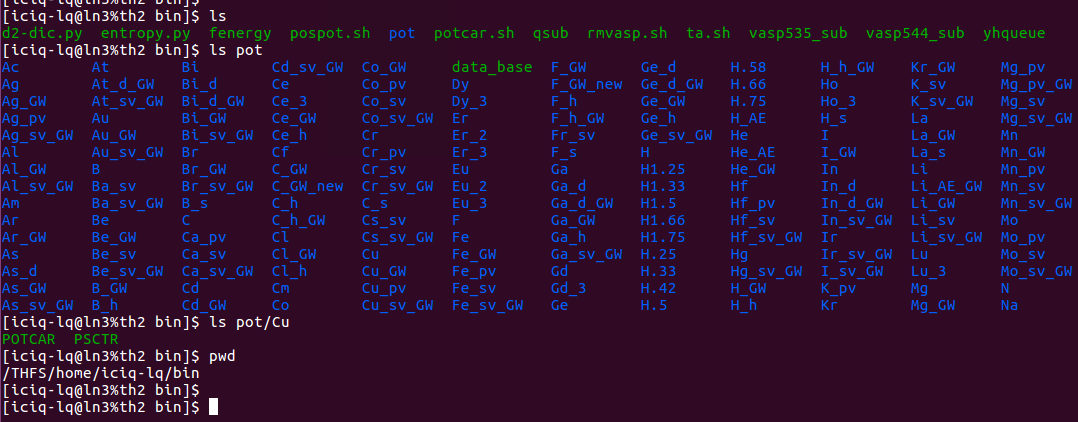 [iciq-lq@ln3%th2 bin]$
[iciq-lq@ln3%th2 bin]$ ls
d2-dic.py entropy.py fenergy pospot.sh pot potcar.sh qsub rmvasp.sh ta.sh vasp535_sub vasp544_sub yhqueue
[iciq-lq@ln3%th2 bin]$ ls pot
Ac At Bi Cd_sv_GW Co_GW data_base F_GW Ge_d H.58 H_h_GW Kr_GW Mg_pv
Ag At_d_GW Bi_d Ce Co_pv Dy F_GW_new Ge_d_GW H.66 Ho K_sv Mg_pv_GW
Ag_GW At_sv_GW Bi_d_GW Ce_3 Co_sv Dy_3 F_h Ge_GW H.75 Ho_3 K_sv_GW Mg_sv
Ag_pv Au Bi_GW Ce_GW Co_sv_GW Er F_h_GW Ge_h H_AE H_s La Mg_sv_GW
Ag_sv_GW Au_GW Bi_sv_GW Ce_h Cr Er_2 Fr_sv Ge_sv_GW He I La_GW Mn
Al Au_sv_GW Br Cf Cr_pv Er_3 F_s H He_AE I_GW La_s Mn_GW
Al_GW B Br_GW C_GW Cr_sv Eu Ga H1.25 He_GW In Li Mn_pv
Al_sv_GW Ba_sv Br_sv_GW C_GW_new Cr_sv_GW Eu_2 Ga_d H1.33 Hf In_d Li_AE_GW Mn_sv
Am Ba_sv_GW B_s C_h C_s Eu_3 Ga_d_GW H1.5 Hf_pv In_d_GW Li_GW Mn_sv_GW
Ar Be C C_h_GW Cs_sv F Ga_GW H1.66 Hf_sv In_sv_GW Li_sv Mo
Ar_GW Be_GW Ca_pv Cl Cs_sv_GW Fe Ga_h H1.75 Hf_sv_GW Ir Li_sv_GW Mo_pv
As Be_sv Ca_sv Cl_GW Cu Fe_GW Ga_sv_GW H.25 Hg Ir_sv_GW Lu Mo_sv
As_d Be_sv_GW Ca_sv_GW Cl_h Cu_GW Fe_pv Gd H.33 Hg_sv_GW I_sv_GW Lu_3 Mo_sv_GW
As_GW B_GW Cd Cm Cu_pv Fe_sv Gd_3 H.42 H_GW K_pv Mg N
As_sv_GW B_h Cd_GW Co Cu_sv_GW Fe_sv_GW Ge H.5 H_h Kr Mg_GW Na
[iciq-lq@ln3%th2 bin]$ ls pot/Cu
POTCAR PSCTR
[iciq-lq@ln3%th2 bin]$ pwd
/THFS/home/iciq-lq/bin
[iciq-lq@ln3%th2 bin]$
[iciq-lq@ln3%th2 bin]$